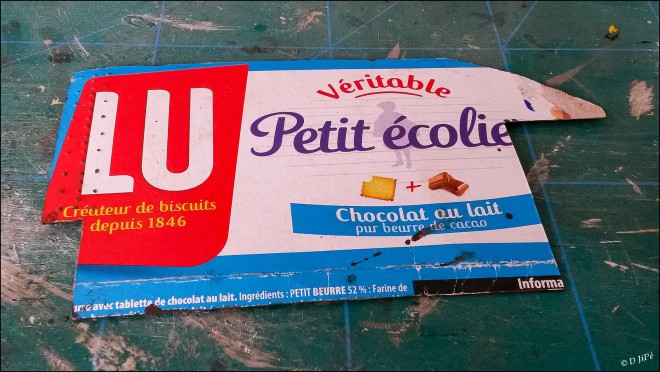 LU
Créateur de biscuits
depuis 1846
Véritable
Petit écolie
+
Chocolat au lait
pur beurre de cacao
avec tablette de chocolat au lait. Ingrédients : PETIT BEURRE 52 % : Farine de
Informa
© D JiPé